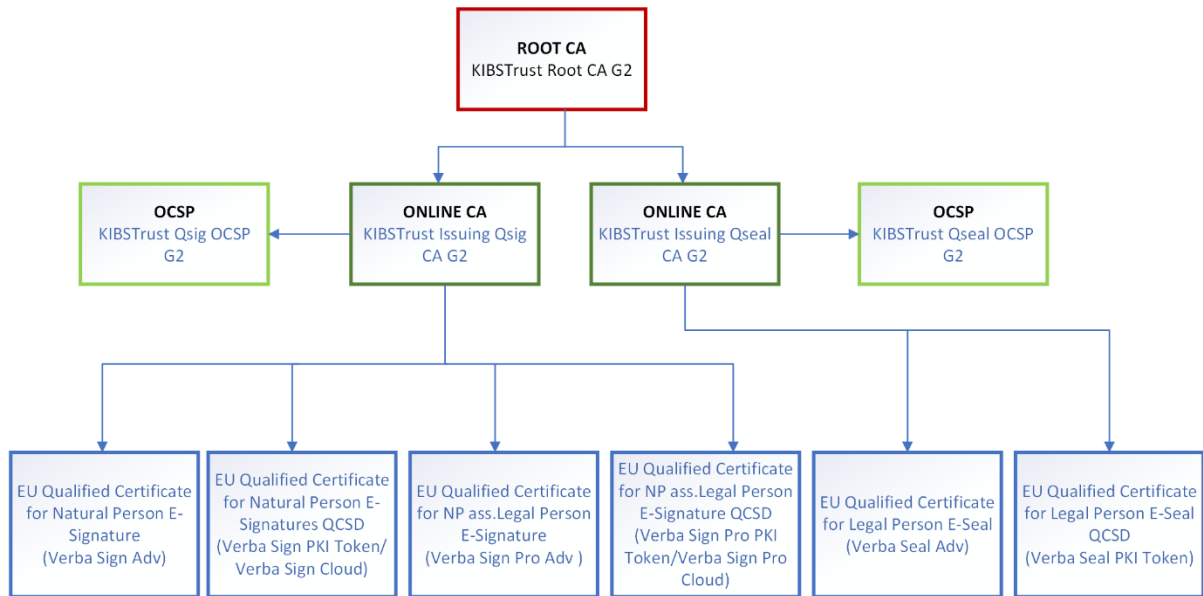 ROOT CA
KIBSTrust Root CA G2
OCSP
KIBSTrust Qsig OCSP
G2
ONLINE CA
KIBSTrust Issuing Qsig
CA G2
ONLINE CA
KIBSTrust Issuing Qseal
CA G2
OCSP
KIBSTrust Qseal OCSP
G2
EU Qualified Certificate
for Natural Person E-
Signature
(Verba Sign Adv)
EU Qualified Certificate
for Natural Person E-
Signatures QCSD
(Verba Sign PKI Token/
Verba Sign Cloud)
EU Qualified Certificate
for NP ass.Legal Person
E-Signature
(Verba Sign Pro Adv )
EU Qualified Certificate
for NP ass.Legal Person
E-Signature QCSD
(Verba Sign Pro PKI
Token/Verba Sign Pro
Cloud)
EU Qualified Certificate
for Legal Person E-Seal
(Verba Seal Adv)
EU Qualified Certificate
for Legal Person E-Seal
QCSD
(Verba Seal PKI Token)